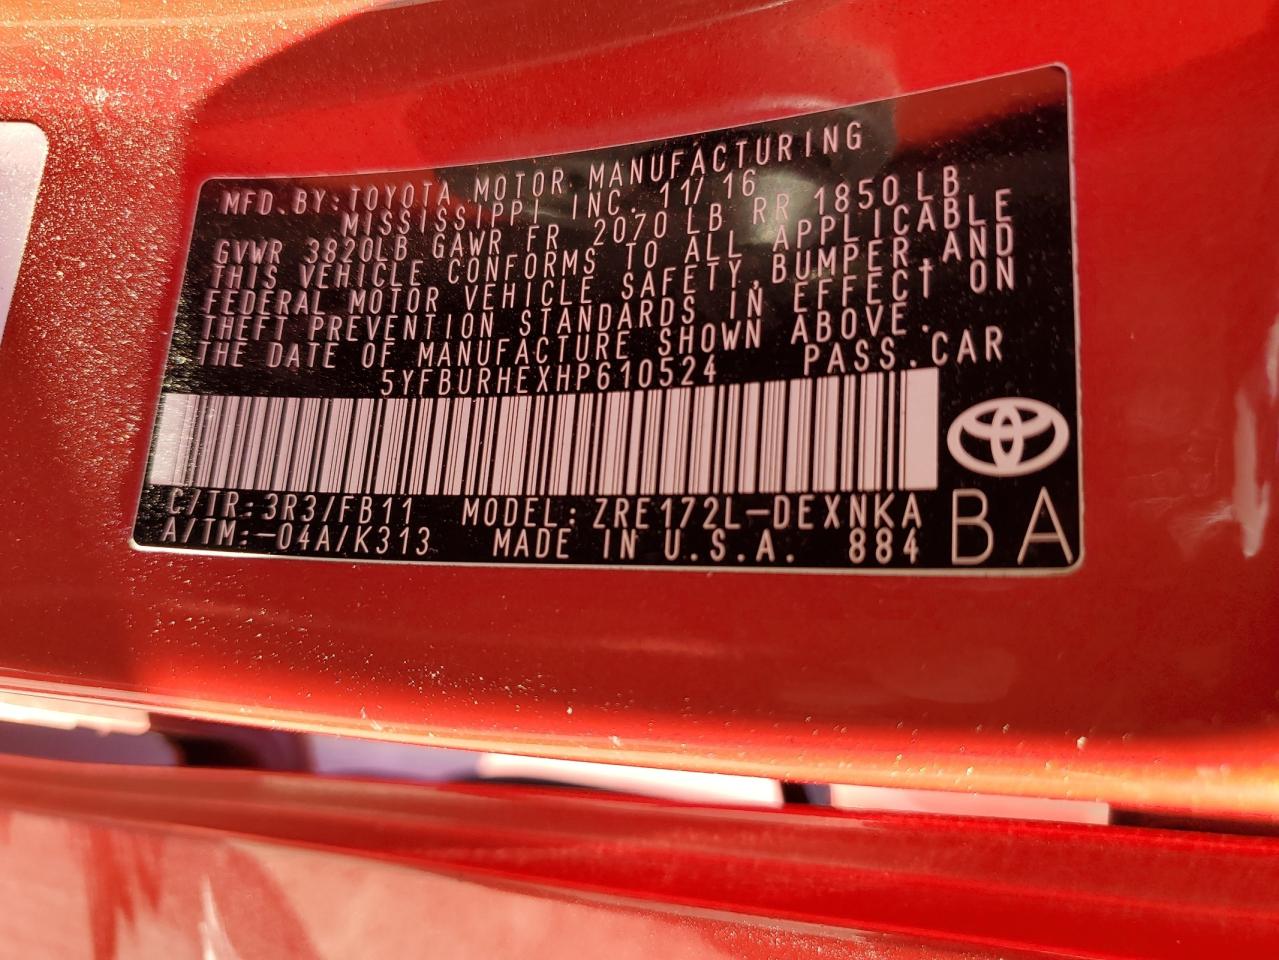 MFD.BY:TOYOTA MOTOR MANUFACTURING
MISSISSIPPI INC. 11/16
GVWR 3820LB GAWR FR 2070 LB RR 1850 LB
THIS VEHICLE CONFORMS TO ALL APPLICABLE
FEDERAL MOTOR VEHICLE SAFETY,BUMPER,AND
THEFT PREVENTION STANDARDS IN EFFECT ON
THE DATE OF MANUFACTURE SHOWN ABOVE.
5YFBURHEXHP610524 PASS.CAR
C/TR:3R3/FB11 MODEL:ZRE172L-DEXNKA
A/TM:-04A/K313 MADE IN U.S.A. 884
BA